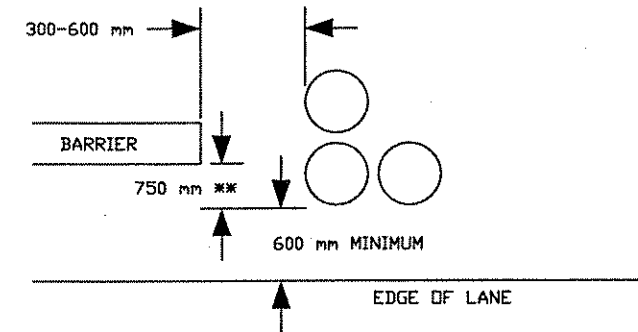 300-600 mm
BARRIER
750 mm **
600 mm MINIMUM
EDGE OF LANE